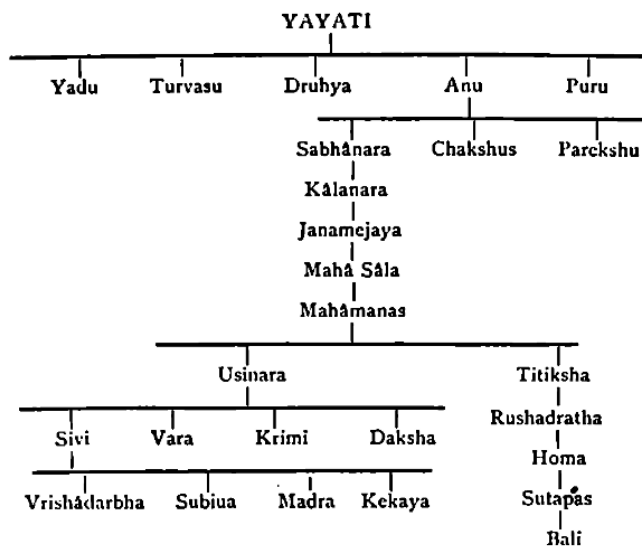 YAYATI
Yadu Turvasu Druhya Anu Puru
Sabhânara Chakshus Parekshu
Kâlanara
Janamejaya
Mahâ Sâla
Mahâmanas
Usinara Titiksha
Rushadratha
Sivi Vara Krimi Daksha
Homa
Vrishâdarbha Subiua Madra Kekaya
Sutapas
Bali